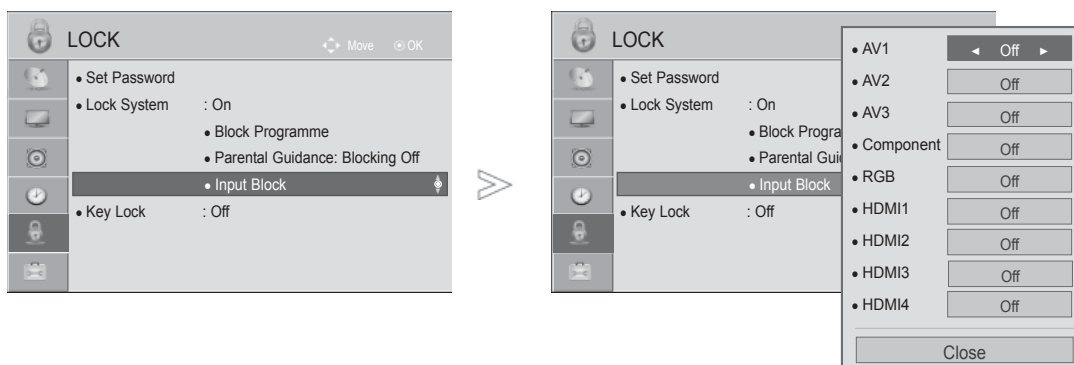 LOCK
Move OK
• Set Password
• Lock System : On
• Block Programme
• Parental Guidance: Blocking Off
• Input Block
• Key Lock : Off
LOCK
• Set Password
• Lock System : On
• Block Progra
• Parental Gui
• Input Block
• Key Lock : Off
• AV1 ◄ Off ►
• AV2 Off
• AV3 Off
• Component Off
• RGB Off
• HDMI1 Off
• HDMI2 Off
• HDMI3 Off
• HDMI4 Off
Close